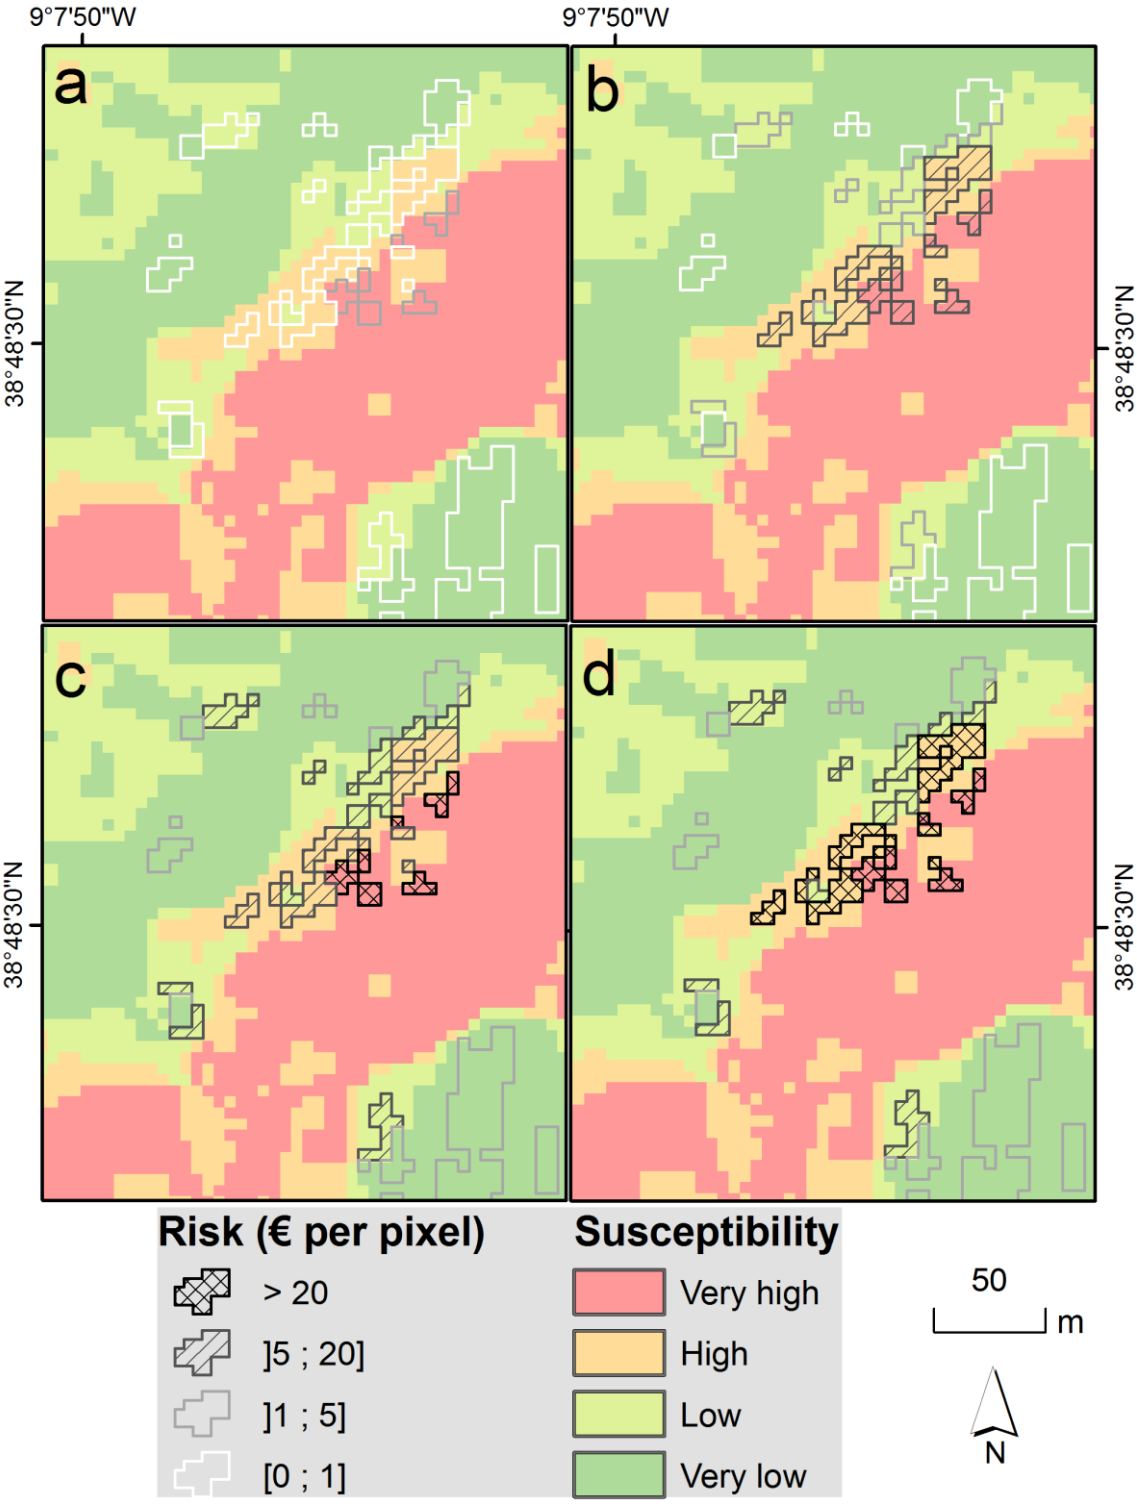 9°7'50"W
9°7'50"W
a
b
38°48'30"N
38°48'30"N
c
d
38°48'30"N
38°48'30"N
Risk (€ per pixel)
> 20
]5 ; 20]
]1 ; 5]
[0 ; 1]
Susceptibility
Very high
High
Low
Very low
50
m
N